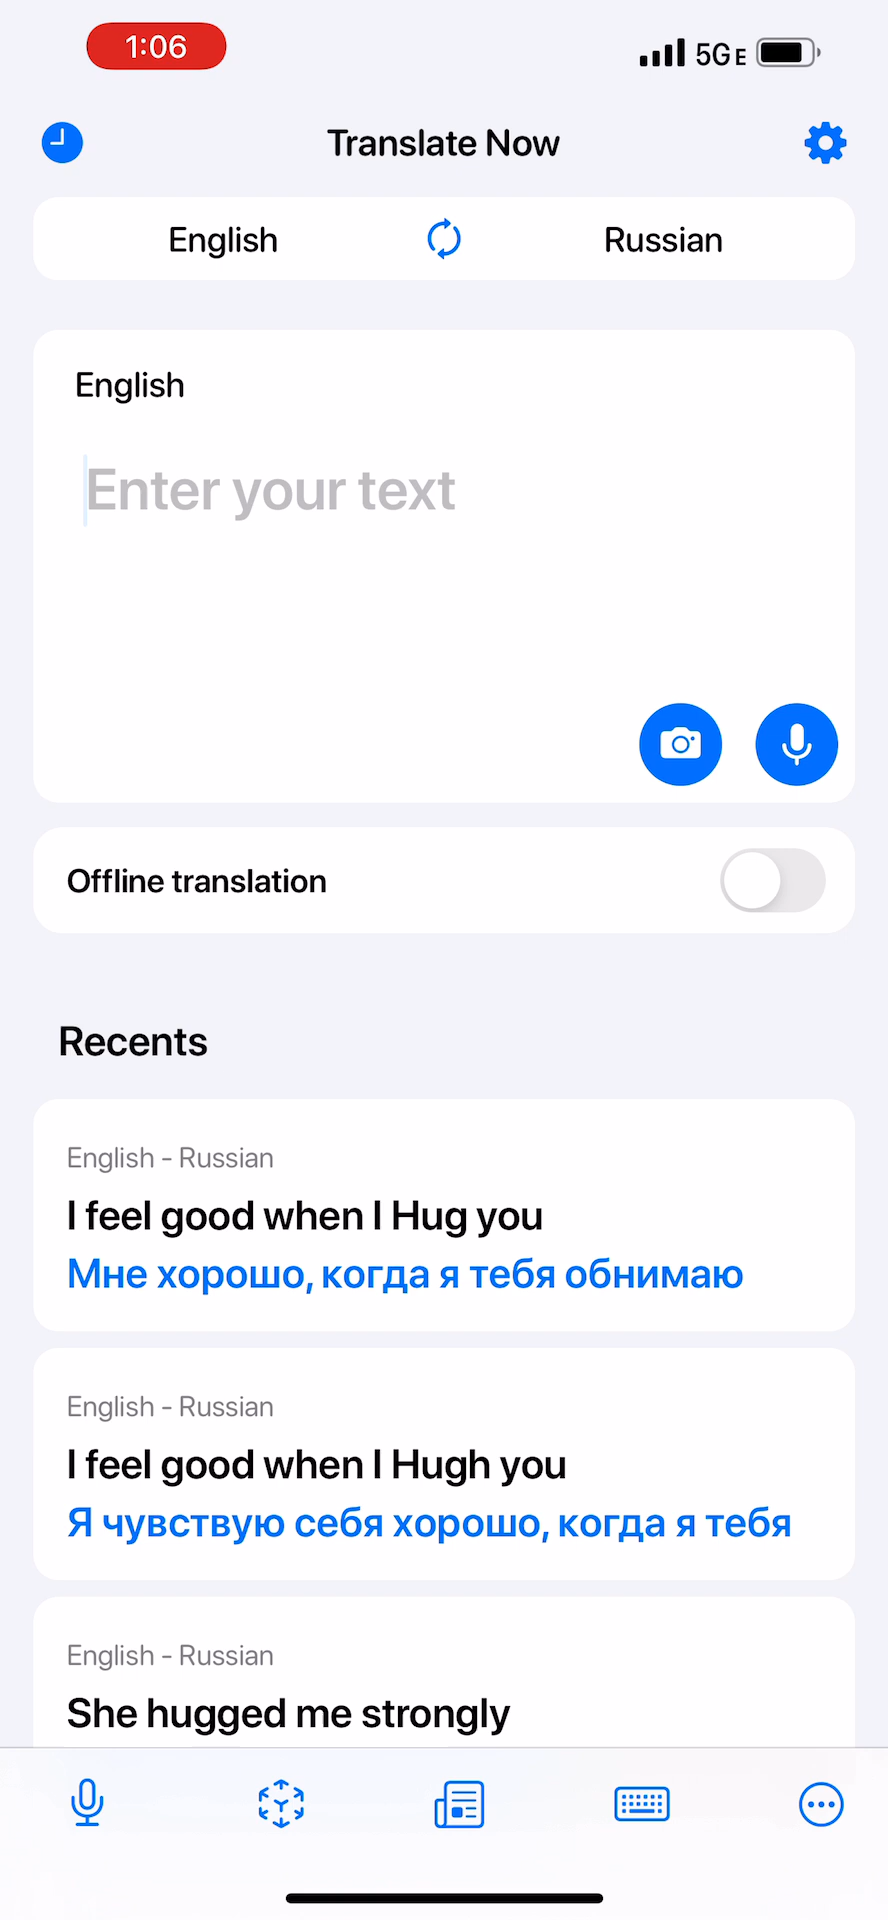 1:06
5GE
Translate Now
English
Russian
English
Enter your text
Offline translation
Recents
English - Russian
I feel good when I Hug you
Мне хорошо, когда я тебя обнимаю
English - Russian
I feel good when I Hugh you
Я чувствую себя хорошо, когда я тебя
English - Russian
She hugged me strongly